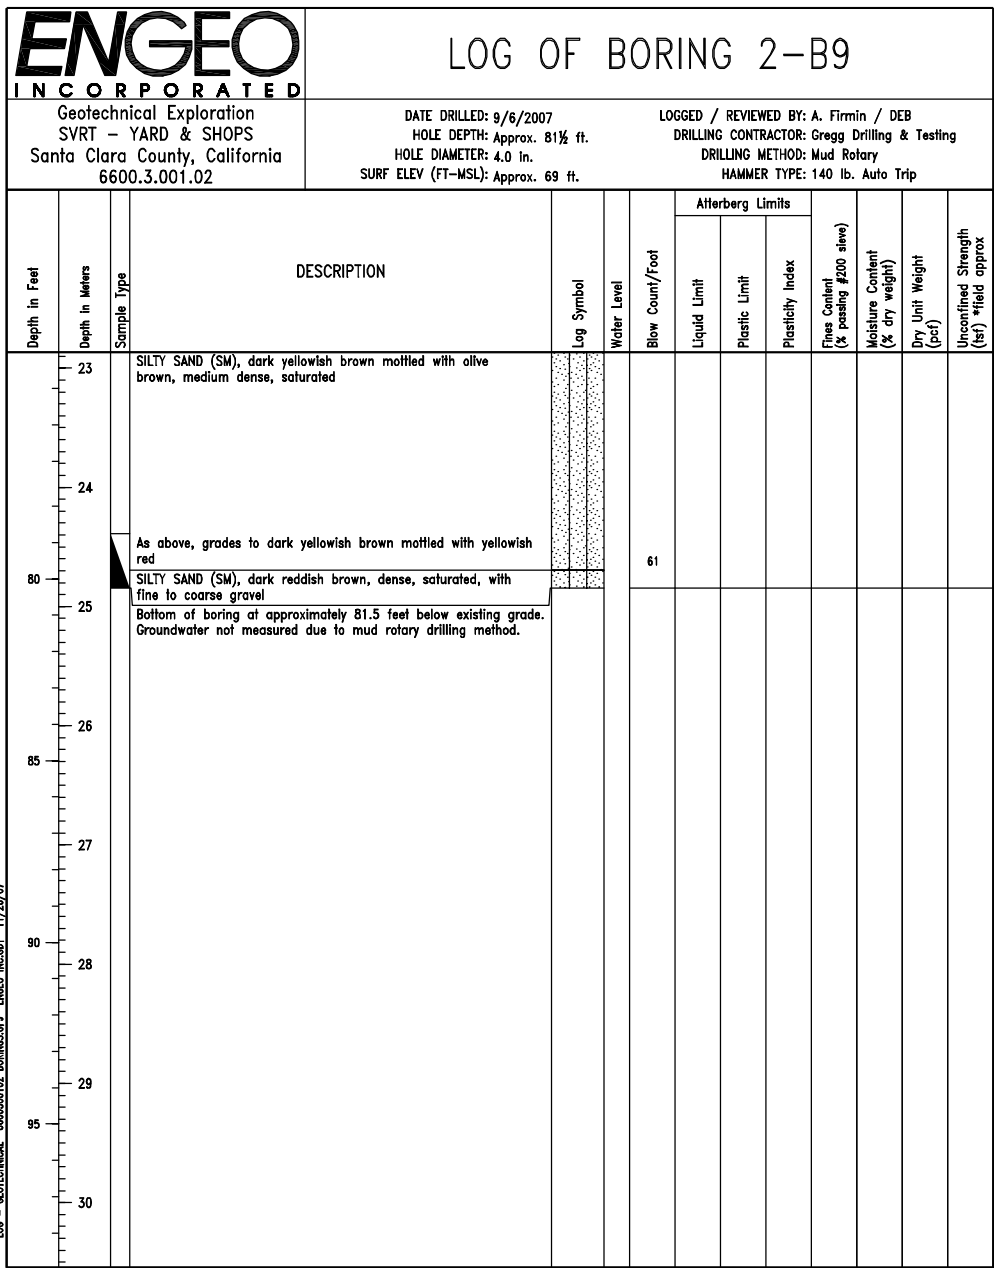 ENGEO
INCORPORATED
LOG OF BORING 2-B9
Geotechnical Exploration
SVRT - YARD & SHOPS
Santa Clara County, California
6600.3.001.02
DATE DRILLED: 9/6/2007
HOLE DEPTH: Approx. 81½ ft.
HOLE DIAMETER: 4.0 in.
SURF ELEV (FT-MSL): Approx. 69 ft.
LOGGED / REVIEWED BY: A. Firmin / DEB
DRILLING CONTRACTOR: Gregg Drilling & Testing
DRILLING METHOD: Mud Rotary
HAMMER TYPE: 140 lb. Auto Trip
Depth in Feet
Depth in Meters
Sample Type
DESCRIPTION
Log Symbol
Water Level
Blow Count/Foot
Atterberg Limits
Liquid Limit
Plastic Limit
Plasticity Index
Fines Content
(% passing #200 sieve)
Moisture Content
(% dry weight)
Dry Unit Weight
(pcf)
Unconfined Strength
(tsf) *field approx
23
SILTY SAND (SM), dark yellowish brown mottled with olive
brown, medium dense, saturated
24
As above, grades to dark yellowish brown mottled with yellowish
red
61
80
SILTY SAND (SM), dark reddish brown, dense, saturated, with
fine to coarse gravel
25
Bottom of boring at approximately 81.5 feet below existing grade.
Groundwater not measured due to mud rotary drilling method.
26
85
27
90
28
29
95
30